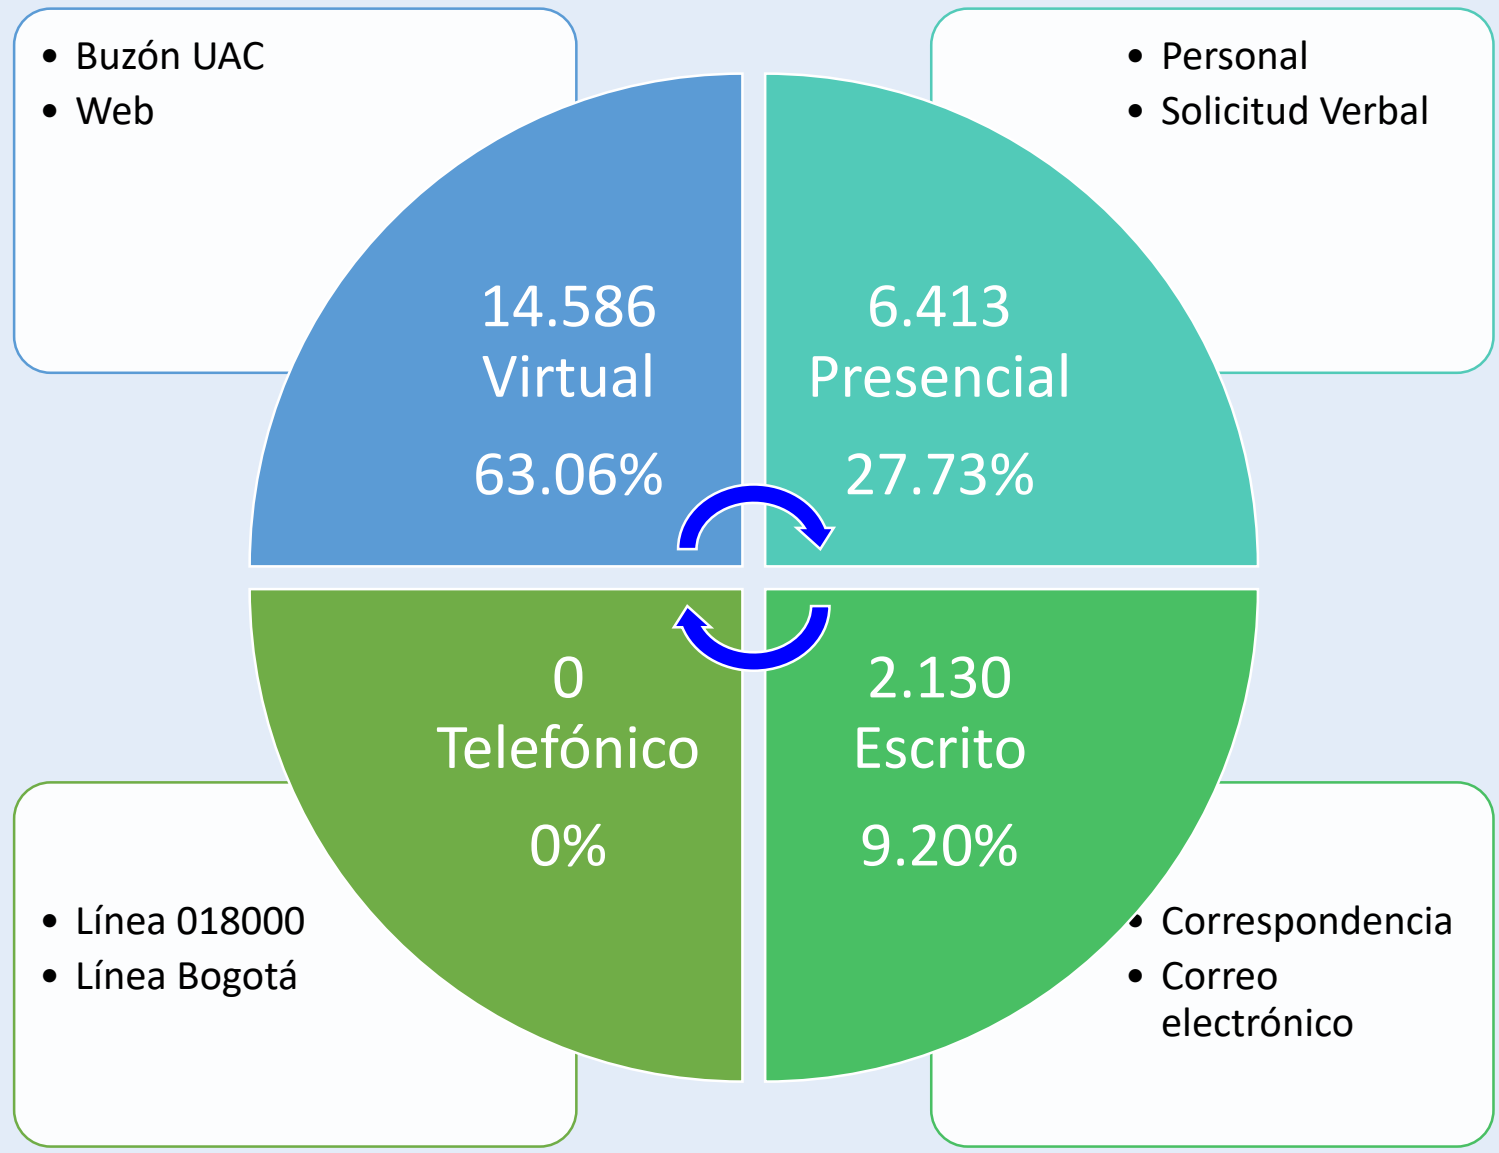 • Buzón UAC
• Web
• Personal
• Solicitud Verbal
14.586
Virtual
63.06%
6.413
Presencial
27.73%
0
Telefónico
0%
2.130
Escrito
9.20%
• Línea 018000
• Línea Bogotá
• Correspondencia
• Correo
electrónico